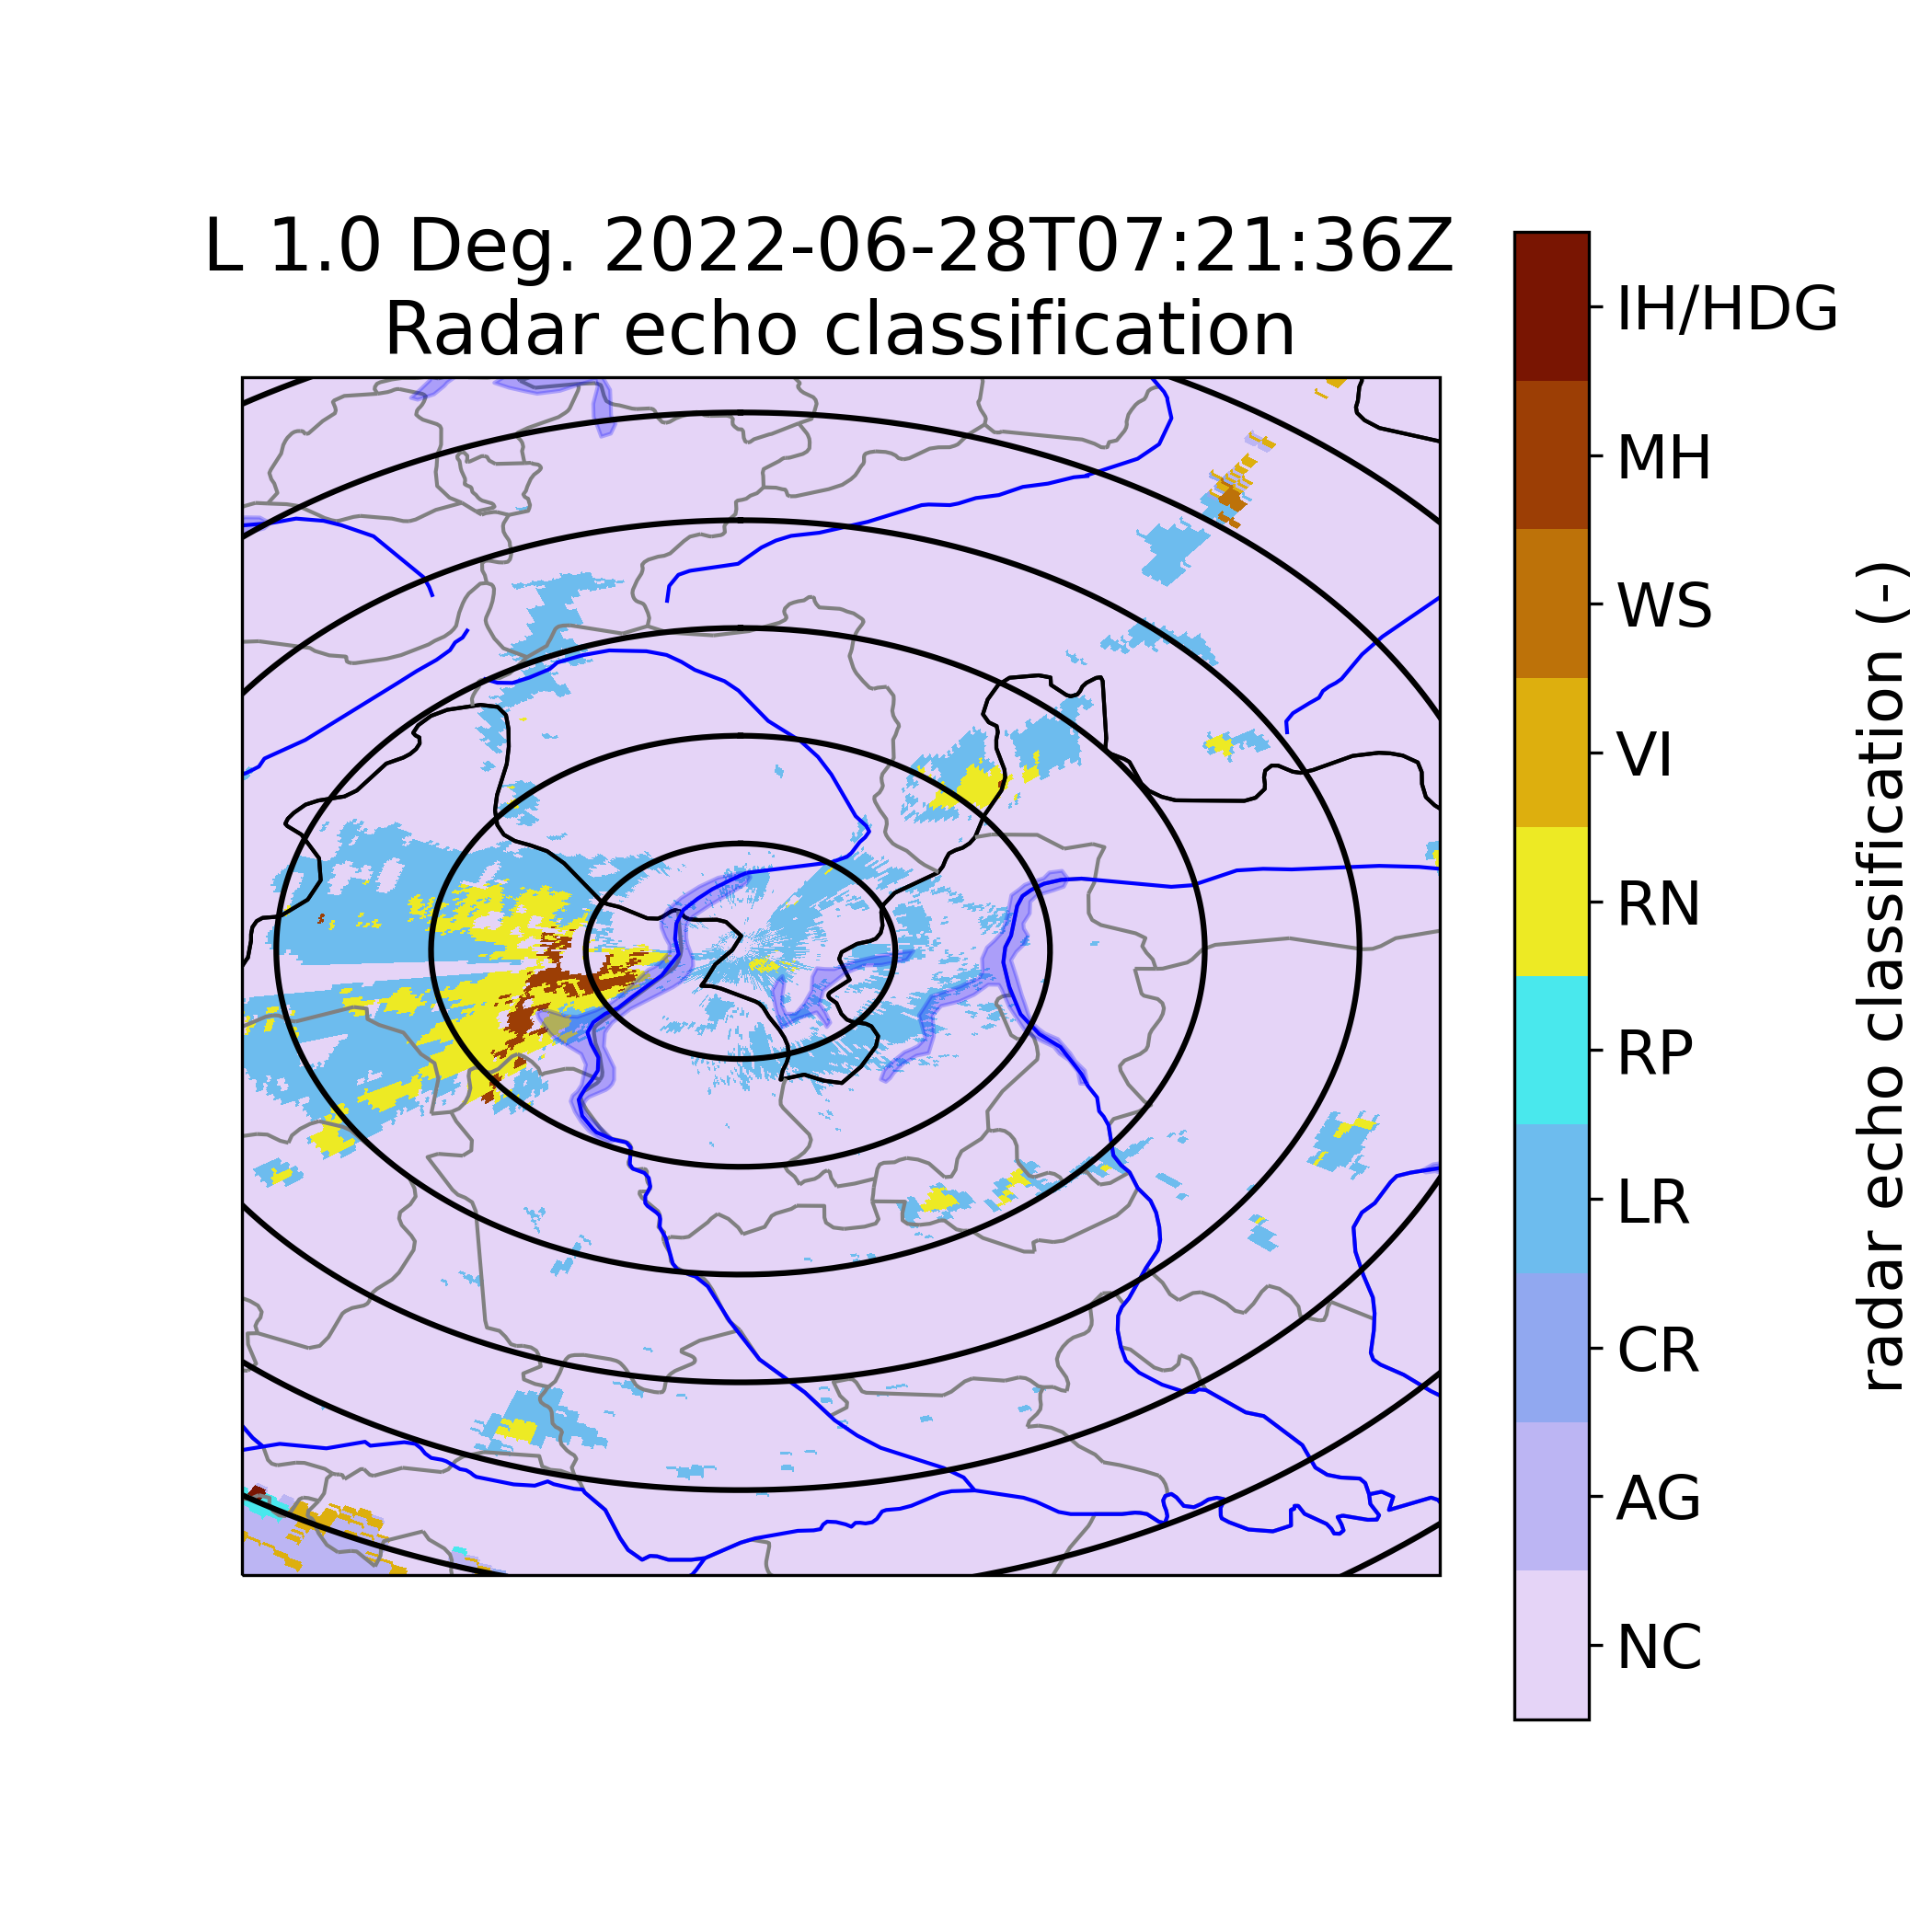 L 1.0 Deg. 2022-06-28T07:21:36Z
Radar echo classification
IH/HDG
MH
WS
VI
RN
RP
LR
CR
AG
NC
radar echo classification (-)